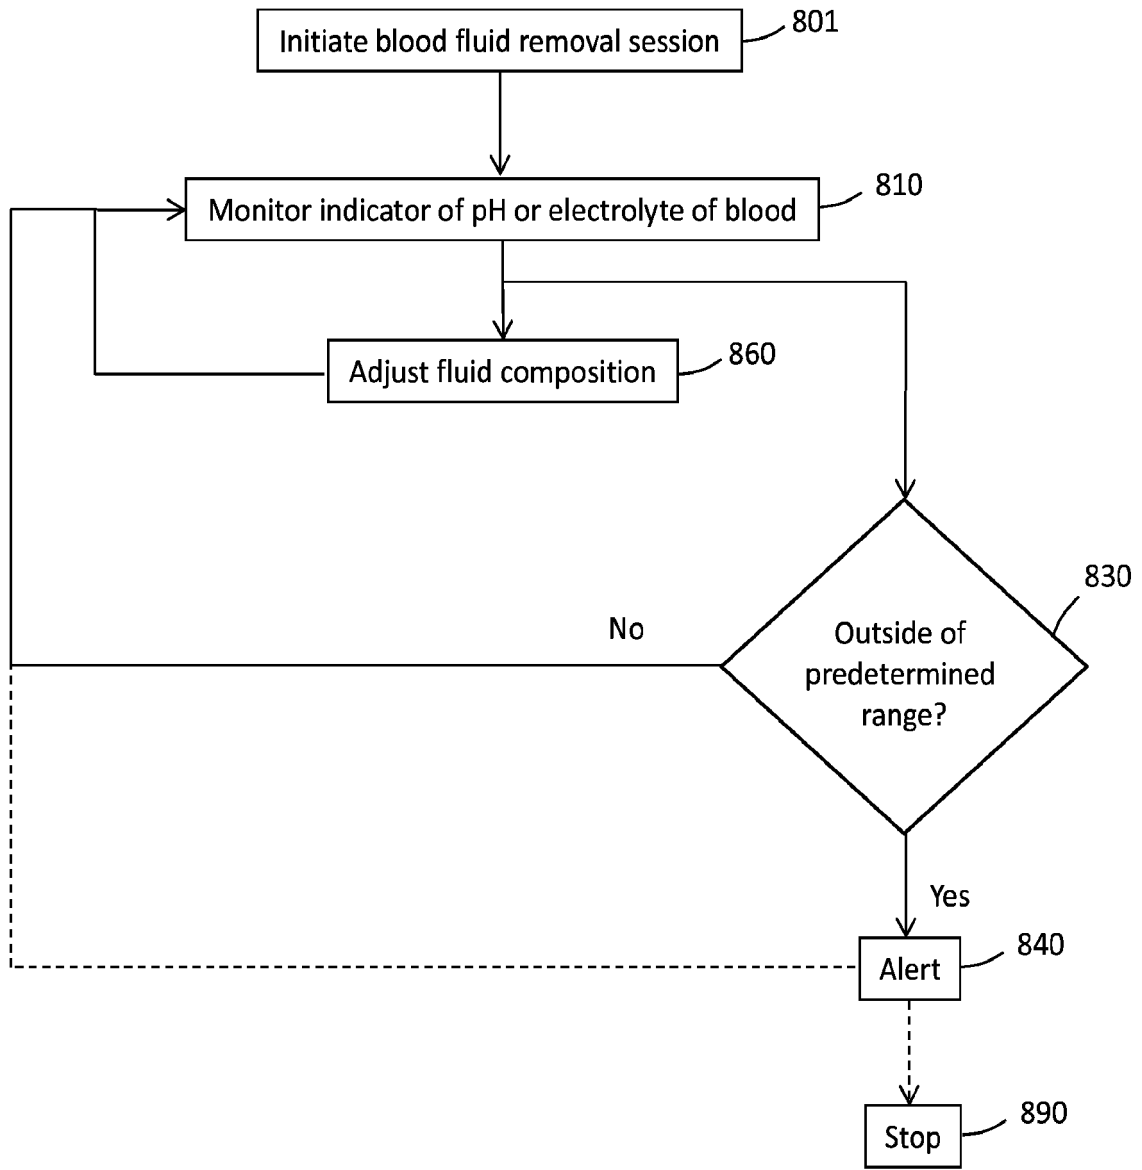 Initiate blood fluid removal session
801
Monitor indicator of pH or electrolyte of blood
810
Adjust fluid composition
860
830
No
Outside of
predetermined
range?
Yes
Alert
840
Stop
890